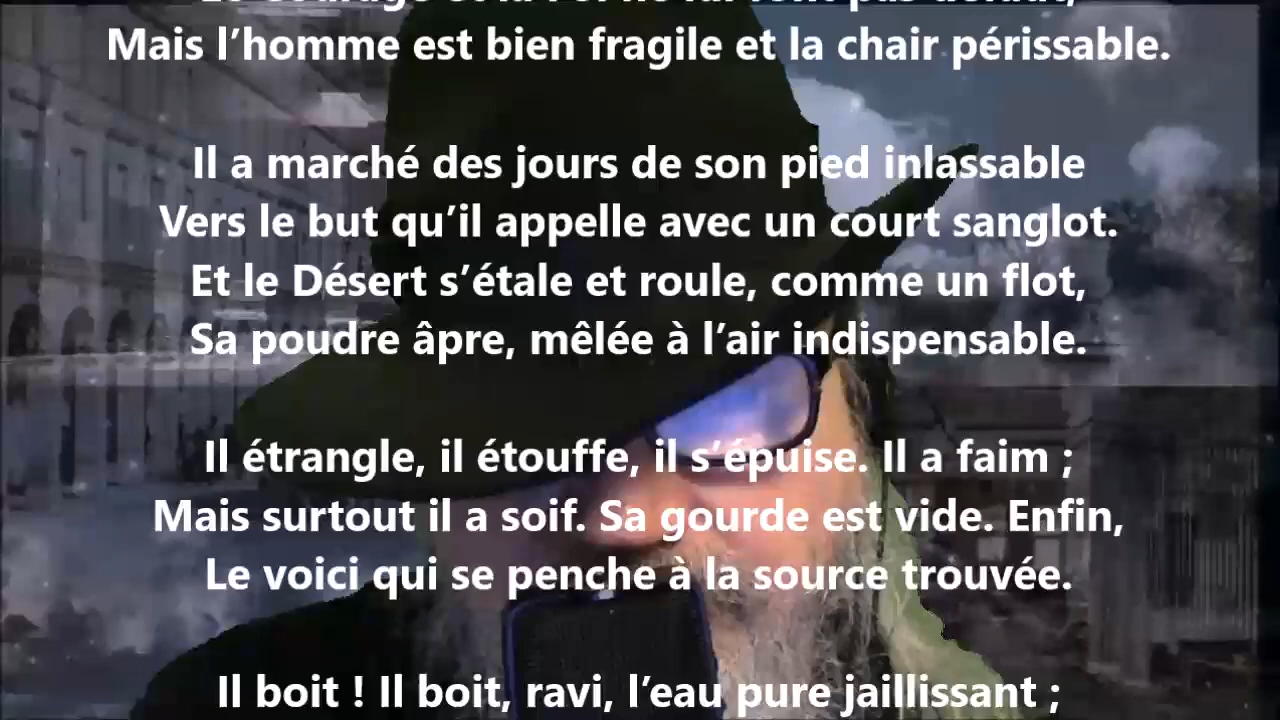 Mais l’homme est bien fragile et la chair périssable.
Il a marché des jours de son pied inlassable
Vers le but qu’il appelle avec un court sanglot.
Et le Désert s’étale et roule, comme un flot,
Sa poudre âpre, mêlée à l’air indispensable.
Il étrangle, il étouffe, il s’épuise. Il a faim ;
Mais surtout il a soif. Sa gourde est vide. Enfin,
Le voici qui se penche à la source trouvée.
Il boit ! Il boit, ravi, l’eau pure jaillissant ;